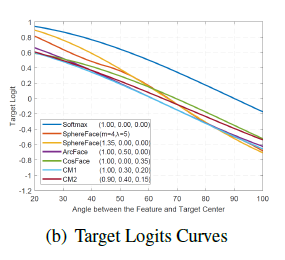 1
0.8
0.6
0.4
0.2
0
-0.2
-0.4
-0.6
-0.8
-1
-1.2
Target Logit
Softmax (1.00, 0.00, 0.00)
SphereFace(m=4,λ=5)
SphereFace(1.35, 0.00, 0.00)
ArcFace (1.00, 0.50, 0.00)
CosFace (1.00, 0.00, 0.35)
CM1 (1.00, 0.30, 0.20)
CM2 (0.90, 0.40, 0.15)
20 30 40 50 60 70 80 90 100
Angle between the Feature and Target Center
(b) Target Logits Curves